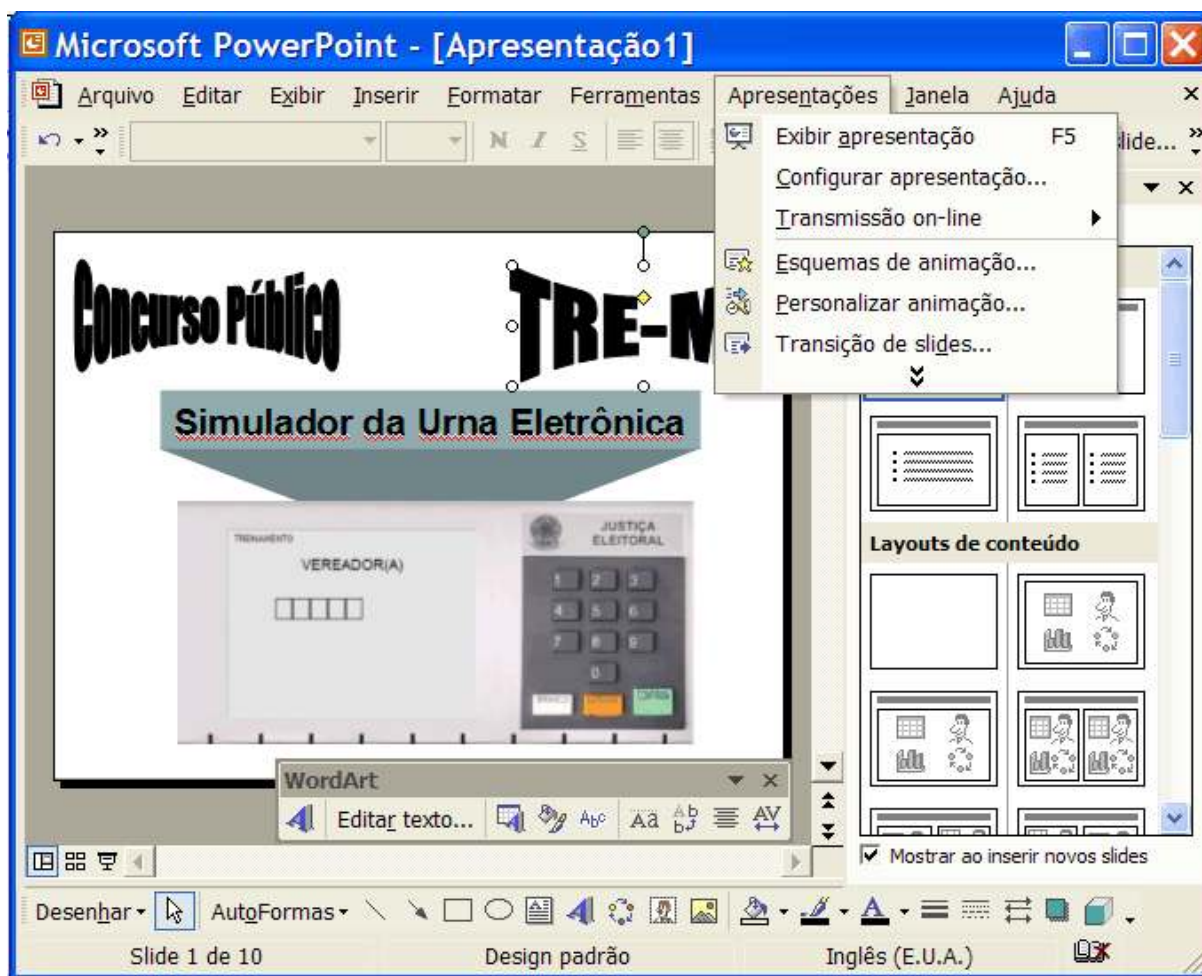 Microsoft PowerPoint - [Apresentação1]
Arquivo Editar Exibir Inserir Formatar Ferramentas Apresentações Janela Ajuda
N I S
slide...
Exibir apresentação F5
Configurar apresentação...
Transmissão on-line
Esquemas de animação...
Personalizar animação...
Transição de slides...
Concurso Público
TRE-M
Simulador da Urna Eletrônica
TREINAMENTO
VEREADOR(A)
JUSTIÇA
ELEITORAL
1 2 3
4 5 6
7 8 9
0
BRANCO CONFIRMA
Layouts de conteúdo
WordArt
Editar texto...
Mostrar ao inserir novos slides
Desenhar AutoFormas
Slide 1 de 10 Design padrão Inglês (E.U.A.)